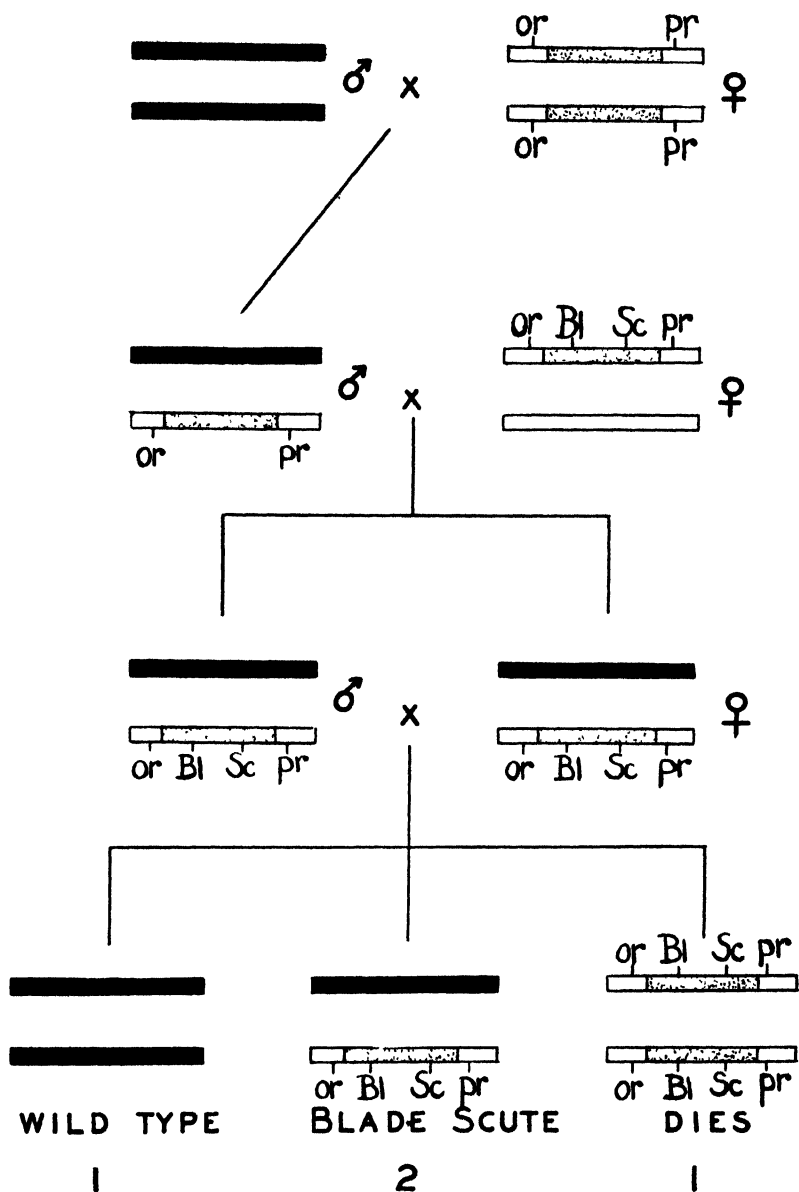 or pr
♂ x ♀
or pr
or Bl Sc pr
♂ x ♀
or pr
♂ x ♀
or Bl Sc pr or Bl Sc pr
or Bl Sc pr
or Bl Sc pr or Bl Sc pr
WILD TYPE BLADE SCUTE DIES
1 2 1